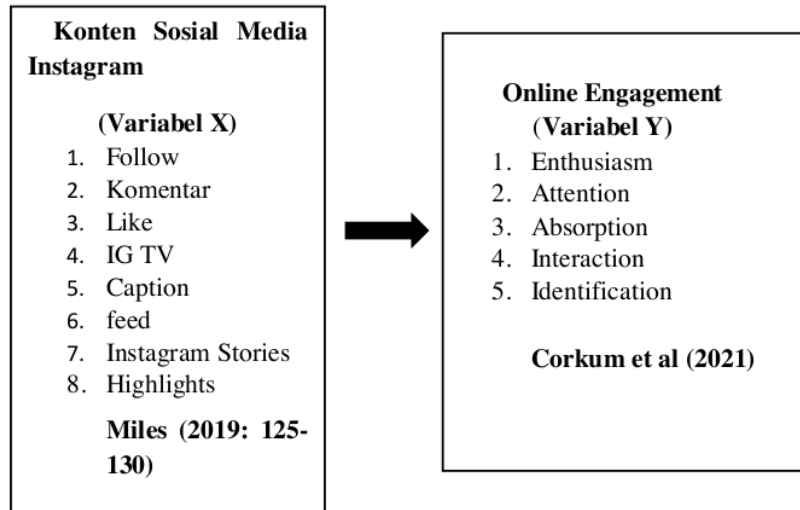 Konten Sosial Media
Instagram
(Variabel X)
1. Follow
2. Komentar
3. Like
4. IG TV
5. Caption
6. feed
7. Instagram Stories
8. Highlights
Miles (2019: 125-
130)
Online Engagement
(Variabel Y)
1. Enthusiasm
2. Attention
3. Absorption
4. Interaction
5. Identification
Corkum et al (2021)